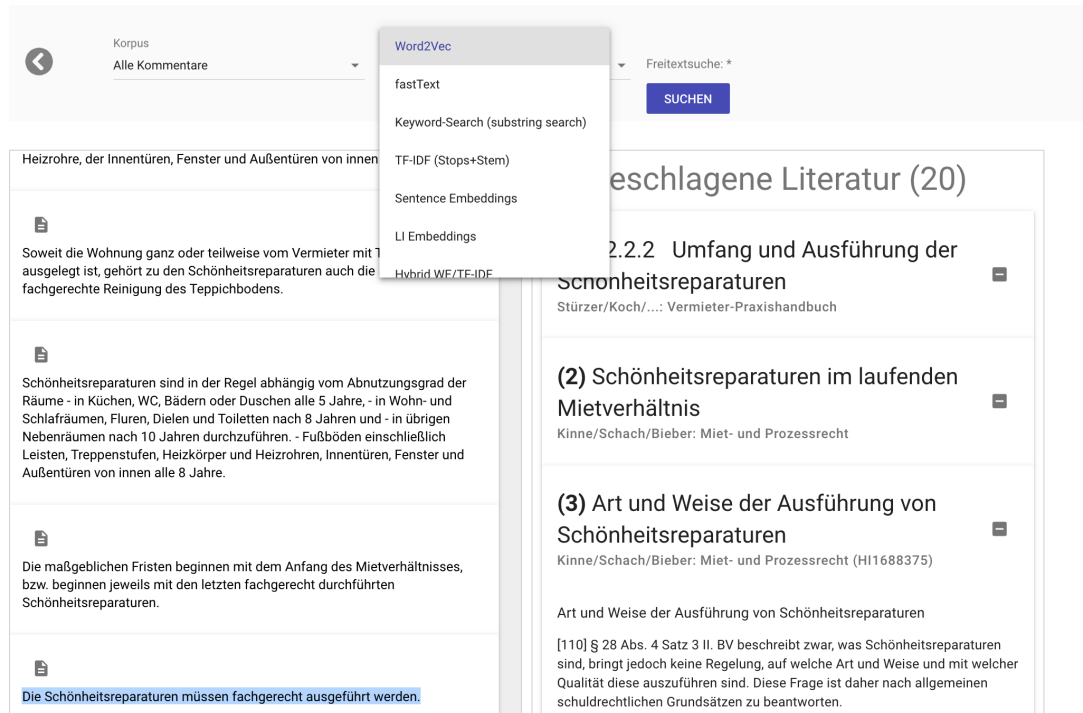 Korpus
Alle Kommentare
Word2Vec
fastText
Keyword-Search (substring search)
TF-IDF (Stops+Stem)
Sentence Embeddings
LI Embeddings
Hybrid WE/TF-IDF
Freitextsuche: *
SUCHEN
Heizrohre, der Innentüren, Fenster und Außentüren von innen
Soweit die Wohnung ganz oder teilweise vom Vermieter mit
ausgelegt ist, gehört zu den Schönheitsreparaturen auch die
fachgerechte Reinigung des Teppichbodens.
Schönheitsreparaturen sind in der Regel abhängig vom Abnutzungsgrad der
Räume - in Küchen, WC, Bädern oder Duschen alle 5 Jahre, - in Wohn- und
Schlafräumen, Fluren, Dielen und Toiletten nach 8 Jahren und - in übrigen
Nebenräumen nach 10 Jahren durchzuführen. - Fußböden einschließlich
Leisten, Treppenstufen, Heizkörper und Heizrohren, Innentüren, Fenster und
Außentüren von innen alle 8 Jahre.
Die maßgeblichen Fristen beginnen mit dem Anfang des Mietverhältnisses,
bzw. beginnen jeweils mit den letzten fachgerecht durchführten
Schönheitsreparaturen.
Die Schönheitsreparaturen müssen fachgerecht ausgeführt werden.
eschlagene Literatur (20)
2.2.2 Umfang und Ausführung der
Schönheitsreparaturen
Stürzer/Koch/...: Vermieter-Praxishandbuch
(2) Schönheitsreparaturen im laufenden
Mietverhältnis
Kinne/Schach/Bieber: Miet- und Prozessrecht
(3) Art und Weise der Ausführung von
Schönheitsreparaturen
Kinne/Schach/Bieber: Miet- und Prozessrecht (HI1688375)
Art und Weise der Ausführung von Schönheitsreparaturen
[110] § 28 Abs. 4 Satz 3 II. BV beschreibt zwar, was Schönheitsreparaturen
sind, bringt jedoch keine Regelung, auf welche Art und Weise und mit welcher
Qualität diese auszuführen sind. Diese Frage ist daher nach allgemeinen
schuldrechtlichen Grundsätzen zu beantworten.